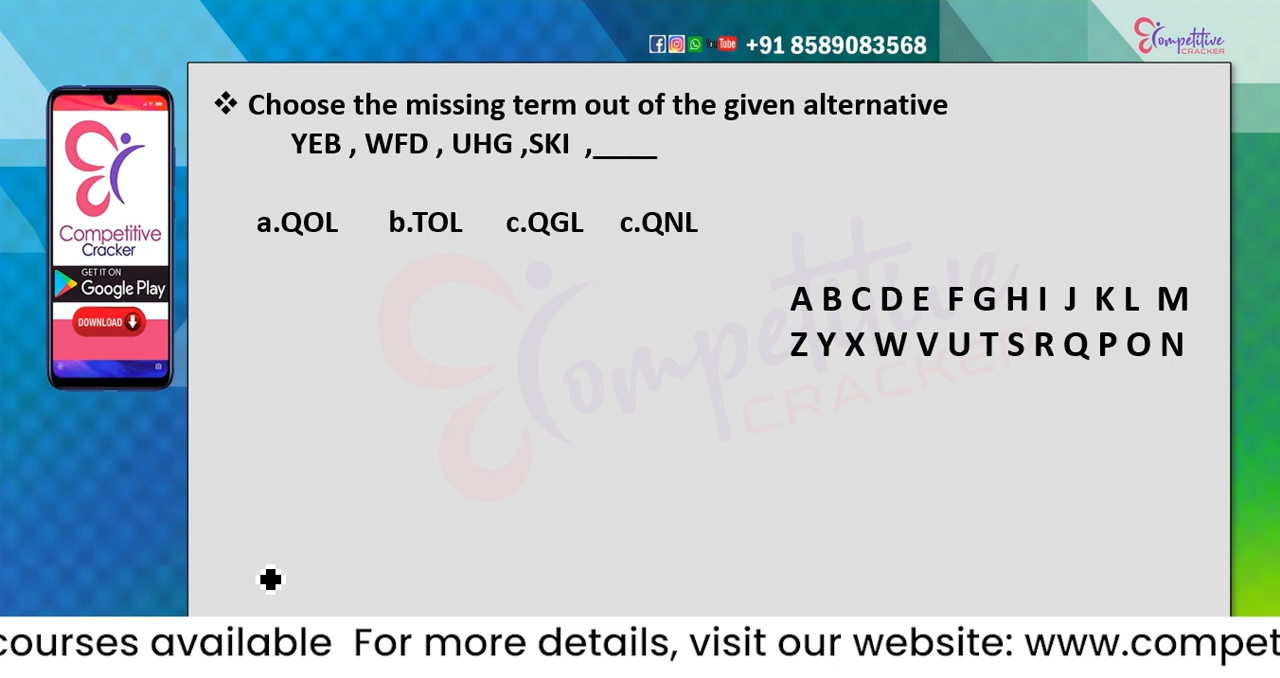 +91 8589083568
Competitive
CRACKER
❖ Choose the missing term out of the given alternative
YEB , WFD , UHG ,SKI ,____
a.QOL b.TOL c.QGL c.QNL
A B C D E F G H I J K L M
Z Y X W V U T S R Q P O N
Competitive
CRACKER
Competitive
Cracker
GET IT ON
Google Play
DOWNLOAD
courses available For more details, visit our website: www.compet